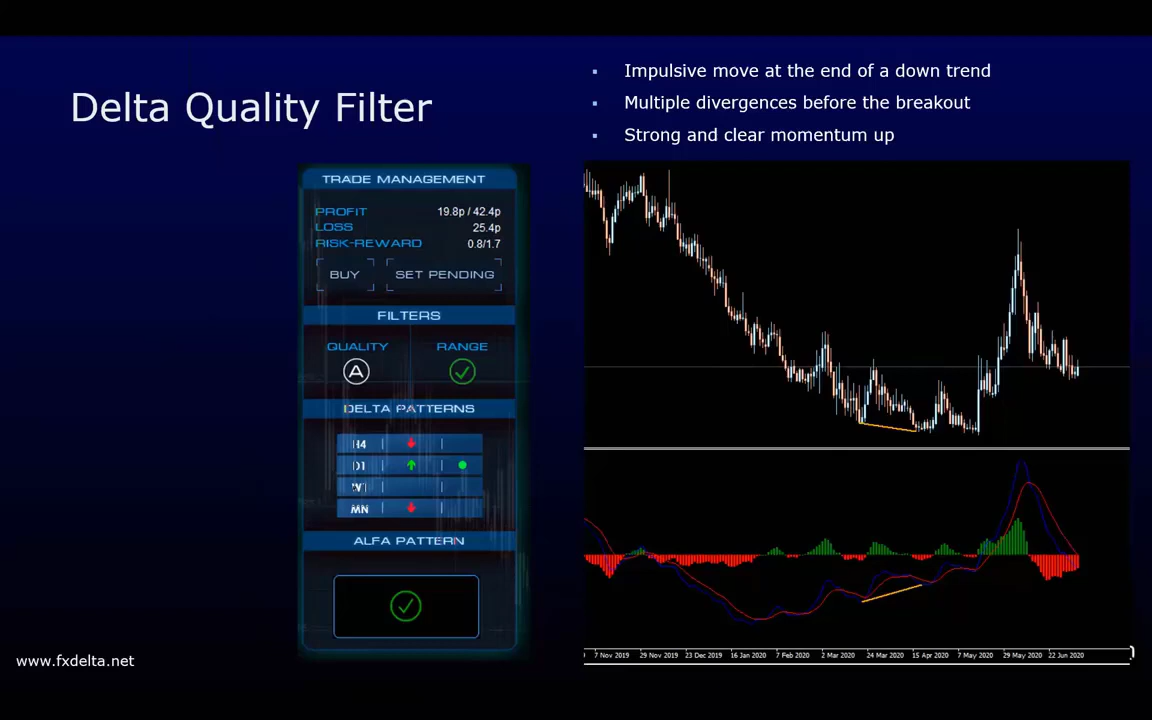 Delta Quality Filter
▪ Impulsive move at the end of a down trend
▪ Multiple divergences before the breakout
▪ Strong and clear momentum up
TRADE MANAGEMENT
PROFIT 19.8p / 42.4p
LOSS 25.4p
RISK-REWARD 0.8/1.7
BUY SET PENDING
FILTERS
QUALITY RANGE
A
DELTA PATTERNS
H4
D1
W1
MN
ALFA PATTERN
7 Nov 2019 29 Nov 2019 23 Dec 2019 16 Jan 2020 7 Feb 2020 2 Mar 2020 24 Mar 2020 15 Apr 2020 7 May 2020 29 May 2020 22 Jun 2020
www.fxdelta.net